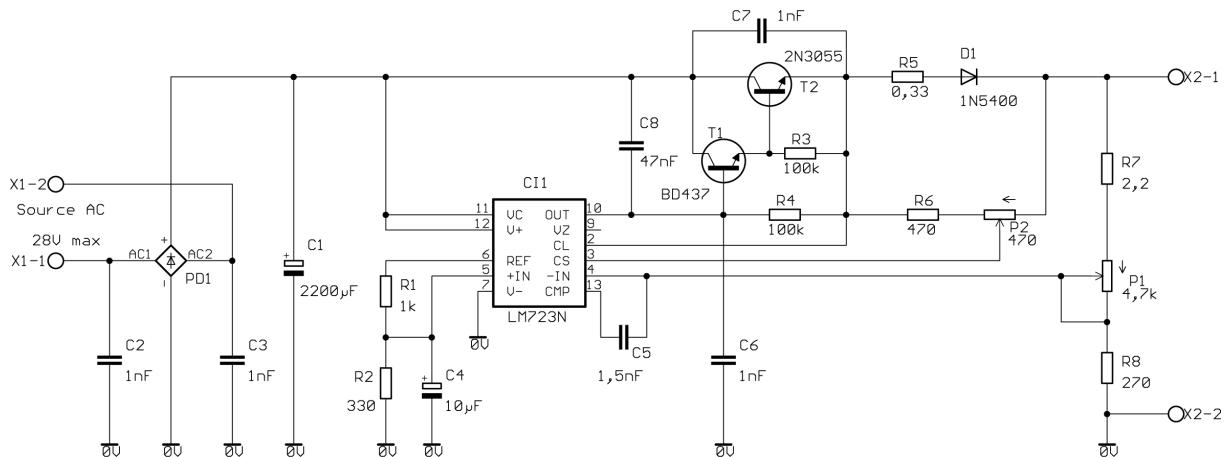 C7 1nF
2N3055
T2
R5
0,33
D1
1N5400
X2-1
C8
47nF
T1
BD437
R3
100k
R7
2,2
X1-2
Source AC
28V max
X1-1
AC1 + AC2
-
PD1
C1
+
2200µF
CI1
11 VC OUT 10
12 V+ VZ 9
CL 2
6 REF CS 3
5 +IN -IN 4
7 V- CMP 13
LM723N
R4
100k
R6
470
P2
470
P1
4,7k
R1
1k
0V
C5
1,5nF
C2
1nF
C3
1nF
R2
330
C4
+
10µF
C6
1nF
R8
270
X2-2
0V 0V 0V 0V 0V 0V 0V 0V